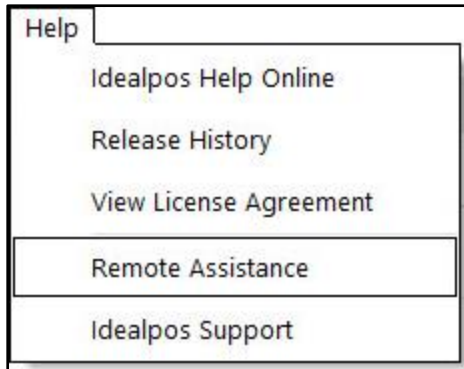 Help
Idealpos Help Online
Release History
View License Agreement
Remote Assistance
Idealpos Support